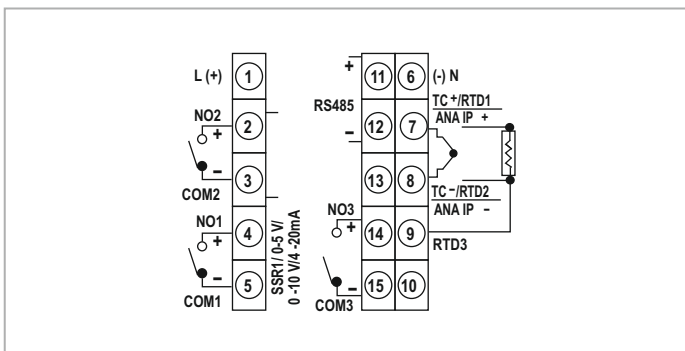 L (+)
1
NO2
+
2
−
3
COM2
NO1
+
4
−
5
COM1
SSR1/ 0-5 V/
0 -10 V/4 -20mA
+
RS485
−
11
6
(-) N
12
7
TC +/RTD1
ANA IP +
13
8
TC −/RTD2
ANA IP −
NO3
+
14
9
RTD3
−
15
10
COM3